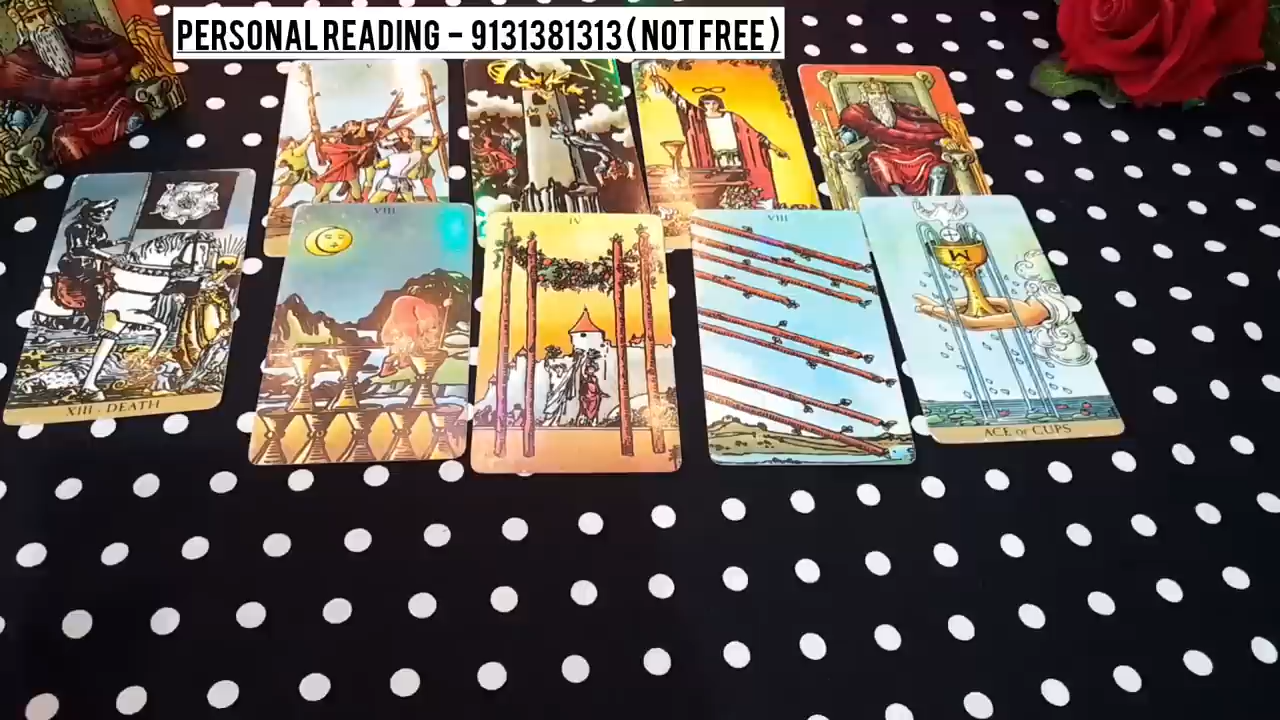 PERSONAL READING - 9131381313 ( NOT FREE )
VIII
IV
VIII
XIII · DEATH
ACE OF CUPS